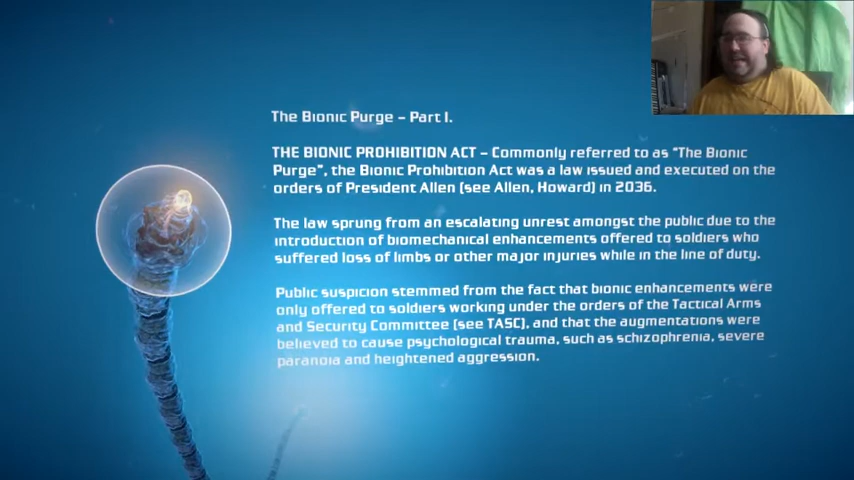 The Bionic Purge – Part I.
THE BIONIC PROHIBITION ACT – Commonly referred to as "The Bionic
Purge", the Bionic Prohibition Act was a law issued and executed on the
orders of President Allen (see Allen, Howard) in 2036.
The law sprung from an escalating unrest amongst the public due to the
introduction of biomechanical enhancements offered to soldiers who
suffered loss of limbs or other major injuries while in the line of duty.
Public suspicion stemmed from the fact that bionic enhancements were
only offered to soldiers working under the orders of the Tactical Arms
and Security Committee (see TASC), and that the augmentations were
believed to cause psychological trauma, such as schizophrenia, severe
paranoia and heightened aggression.